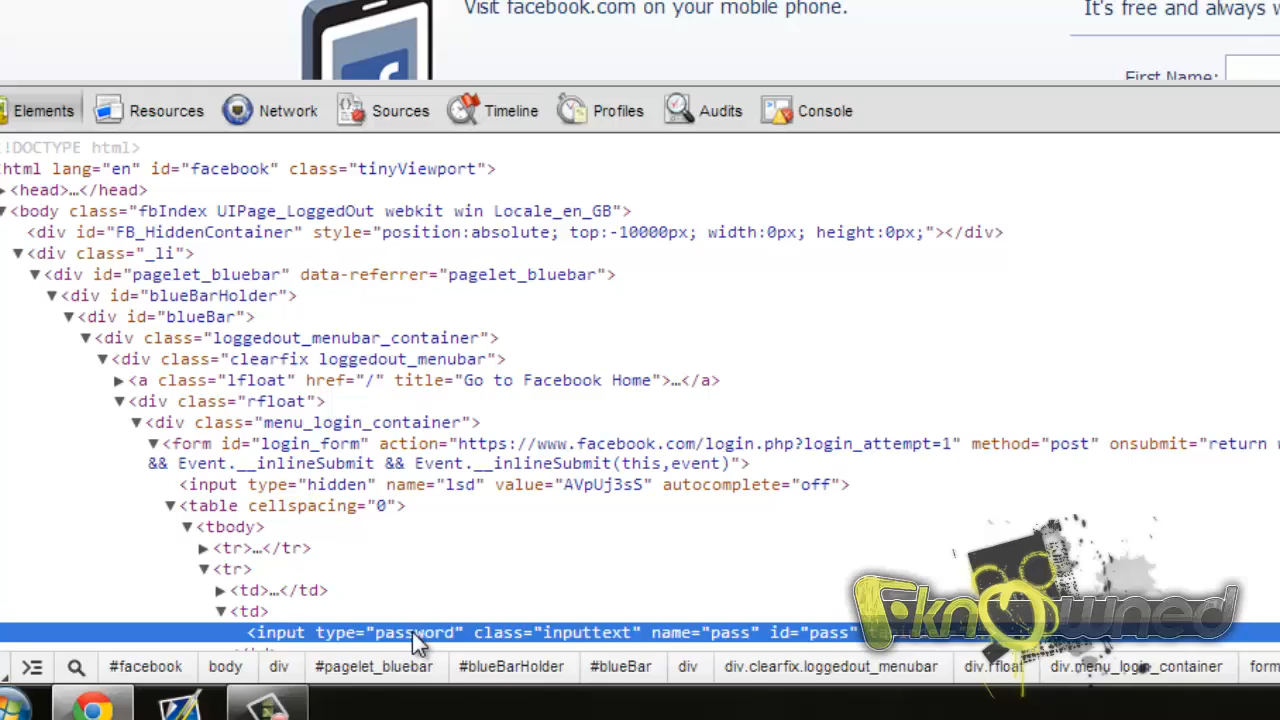 Visit facebook.com on your mobile phone.
It's free and always
First Name:
Elements Resources Network Sources Timeline Profiles Audits Console
!DOCTYPE html>
html lang="en" id="facebook" class="tinyViewport">
<head>…</head>
<body class="fbIndex UIPage_LoggedOut webkit win Locale_en_GB">
<div id="FB_HiddenContainer" style="position:absolute; top:-10000px; width:0px; height:0px;"></div>
<div class="_li">
<div id="pagelet_bluebar" data-referrer="pagelet_bluebar">
<div id="blueBarHolder">
<div id="blueBar">
<div class="loggedout_menubar_container">
<div class="clearfix loggedout_menubar">
<a class="lfloat" href="/" title="Go to Facebook Home">…</a>
<div class="rfloat">
<div class="menu_login_container">
<form id="login_form" action="https://www.facebook.com/login.php?login_attempt=1" method="post" onsubmit="return
&& Event.__inlineSubmit && Event.__inlineSubmit(this,event)">
<input type="hidden" name="lsd" value="AVpUj3sS" autocomplete="off">
<table cellspacing="0">
<tbody>
<tr>…</tr>
<tr>
<td>…</td>
<td>
<input type="password" class="inputtext" name="pass" id="pass"
#facebook body div #pagelet_bluebar #blueBarHolder #blueBar div div.clearfix.loggedout_menubar div.rfloat div.menu_login_container form